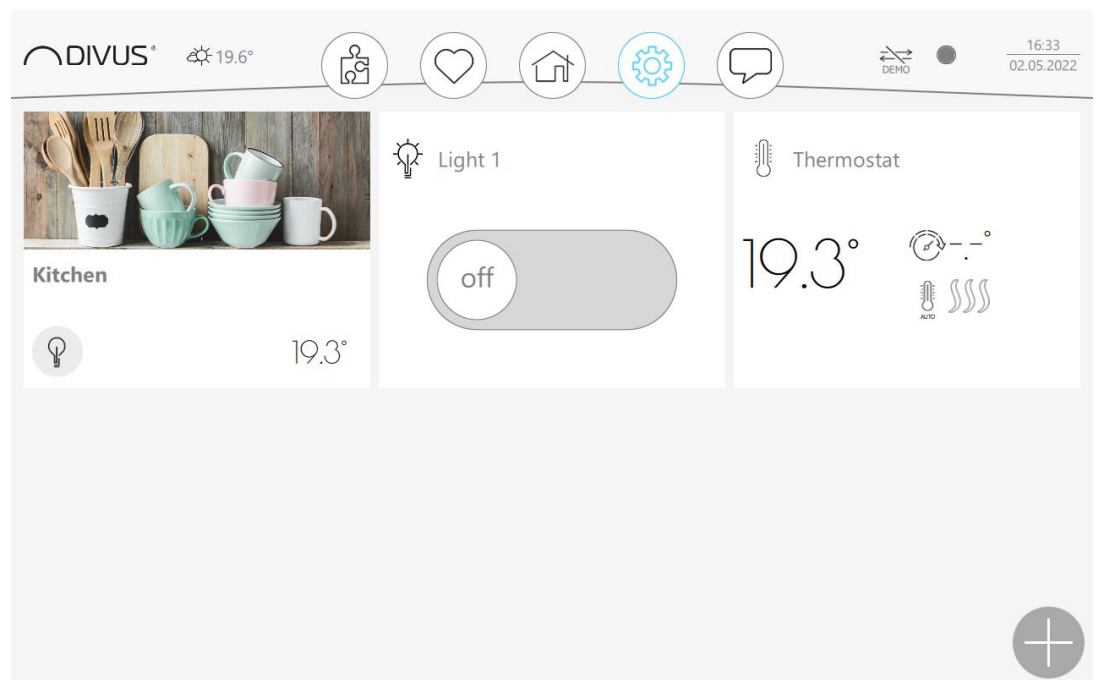 DIVUS®
19.6°
DEMO
16:33
02.05.2022
Kitchen
19.3°
Light 1
off
Thermostat
19.3°
--.-°
AUTO